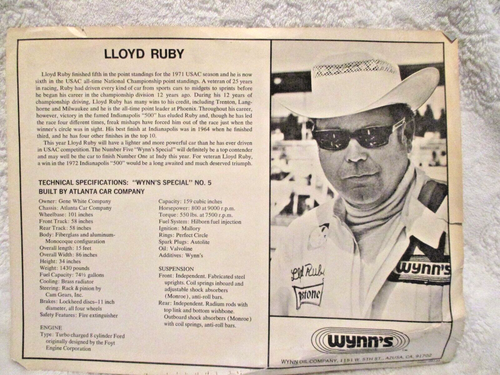 LLOYD RUBY
Lloyd Ruby finished fifth in the point standings for the 1971 USAC season and he is now
sixth in the USAC all-time National Championship point standings. A veteran of 25 years
in racing, Ruby had driven every kind of car from sports cars to midgets to sprints before
he began his career in the championship division 12 years ago. During his 12 years of
championship driving, Lloyd Ruby has many wins to his credit, including Trenton, Lang-
horne and Milwaukee and he is the all-time point leader at Phoenix. Throughout his career,
however, victory in the famed Indianapolis "500" has eluded Ruby and, though he has led
the race four different times, freak mishaps have forced him out of the race just when the
winner's circle was in sight. His best finish at Indianapolis was in 1964 when he finished
third, and he has four other finishes in the top 10.
This year Lloyd Ruby will have a lighter and more powerful car than he has ever driven
in USAC competition. The Number Five "Wynn's Special" will definitely be a top contender
and may well be the car to finish Number One at Indy this year. For veteran Lloyd Ruby,
a win in the 1972 Indianapolis "500" would be a long awaited and much deserved triumph.
TECHNICAL SPECIFICATIONS: "WYNN'S SPECIAL" NO. 5
BUILT BY ATLANTA CAR COMPANY
Owner: Gene White Company
Chassis: Atlanta Car Company
Wheelbase: 101 inches
Front Track: 58 inches
Rear Track: 58 inches
Body: Fiberglass and aluminum-
Monocoque configuration
Overall length: 15 feet
Overall Width: 86 inches
Height: 34 inches
Weight: 1430 pounds
Fuel Capacity: 74½ gallons
Cooling: Brass radiator
Steering: Rack & pinion by
Cam Gears, Inc.
Brakes: Lockheed discs–11 inch
diameter, all four wheels
Safety Features: Fire extinguisher
ENGINE
Type: Turbo charged 8 cylinder Ford
originally designed by the Foyt
Engine Corporation
Capacity: 159 cubic inches
Horsepower: 800 at 9000 r.p.m.
Torque: 550 lbs. at 7500 r.p.m.
Fuel System: Hilborn fuel injection
Ignition: Mallory
Rings: Perfect Circle
Spark Plugs: Autolite
Oil: Valvoline
Additives: Wynn's
SUSPENSION
Front: Independent. Fabricated steel
uprights. Coil springs inboard and
adjustable shock absorbers
(Monroe), anti-roll bars.
Rear: Independent. Radium rods with
top link and bottom wishbone.
Outboard shock absorbers (Monroe)
with coil springs, anti-roll bars.
Lloyd Ruby
stone
WYNN'S
WYNN'S
WYNN OIL COMPANY, 1151 W. 5TH ST., AZUSA, CA. 91702